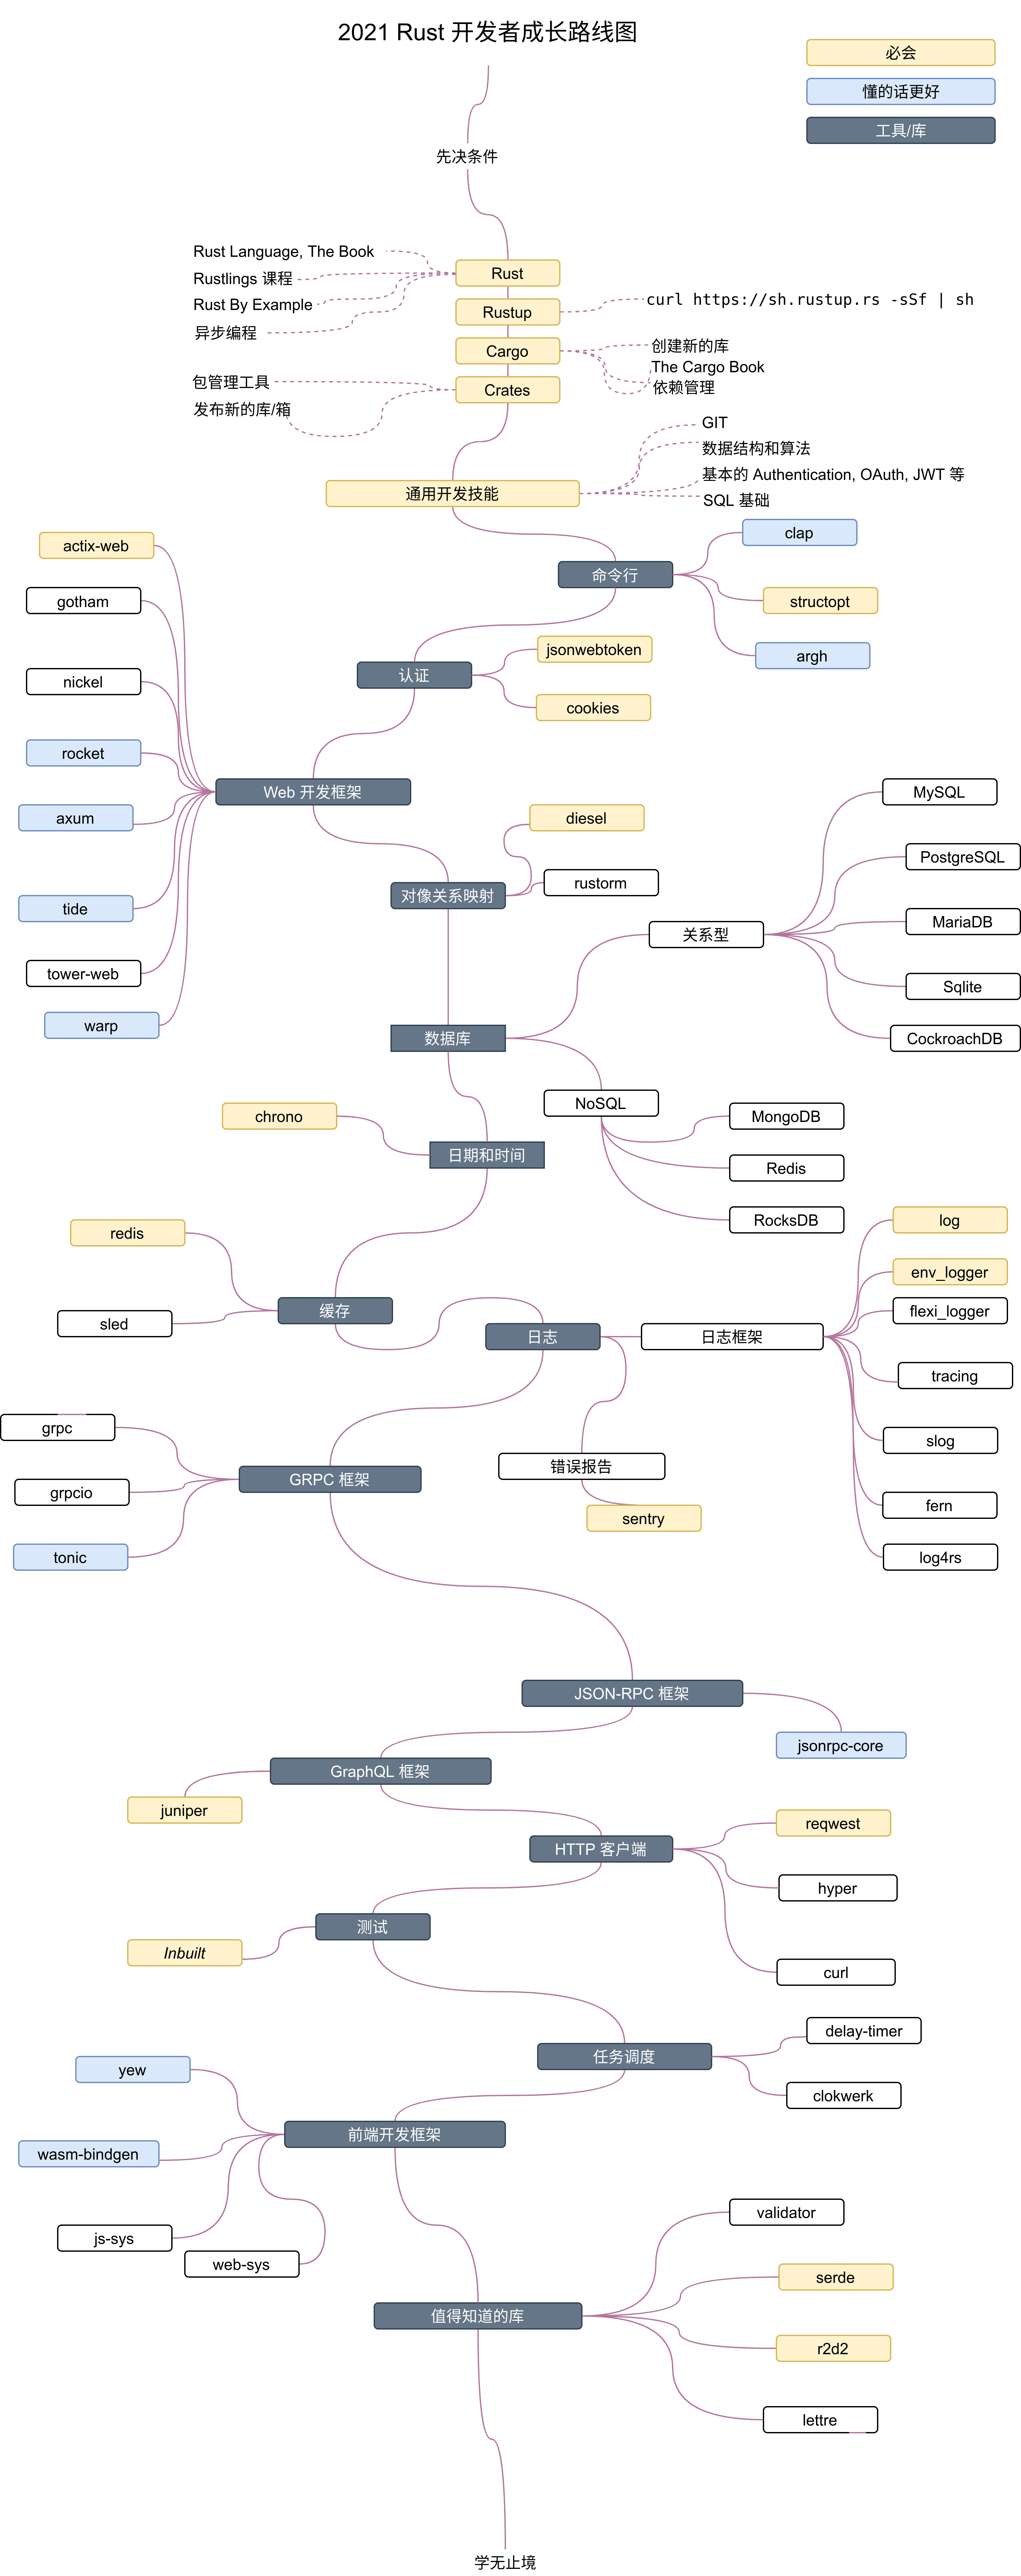 2021 Rust 开发者成长路线图
必会
懂的话更好
工具/库
先决条件
Rust Language, The Book
Rustlings 课程
Rust By Example
异步编程
Rust
Rustup
curl https://sh.rustup.rs -sSf | sh
Cargo
创建新的库
The Cargo Book
依赖管理
Crates
包管理工具
发布新的库/箱
通用开发技能
GIT
数据结构和算法
基本的 Authentication, OAuth, JWT 等
SQL 基础
命令行
clap
structopt
argh
认证
jsonwebtoken
cookies
Web 开发框架
actix-web
gotham
nickel
rocket
axum
tide
tower-web
warp
对像关系映射
diesel
rustorm
数据库
关系型
MySQL
PostgreSQL
MariaDB
Sqlite
CockroachDB
NoSQL
MongoDB
Redis
RocksDB
日期和时间
chrono
缓存
redis
sled
日志
日志框架
log
env_logger
flexi_logger
tracing
slog
fern
log4rs
错误报告
sentry
GRPC 框架
grpc
grpcio
tonic
JSON-RPC 框架
jsonrpc-core
GraphQL 框架
juniper
HTTP 客户端
reqwest
hyper
curl
测试
Inbuilt
任务调度
delay-timer
clokwerk
前端开发框架
yew
wasm-bindgen
js-sys
web-sys
值得知道的库
validator
serde
r2d2
lettre
学无止境